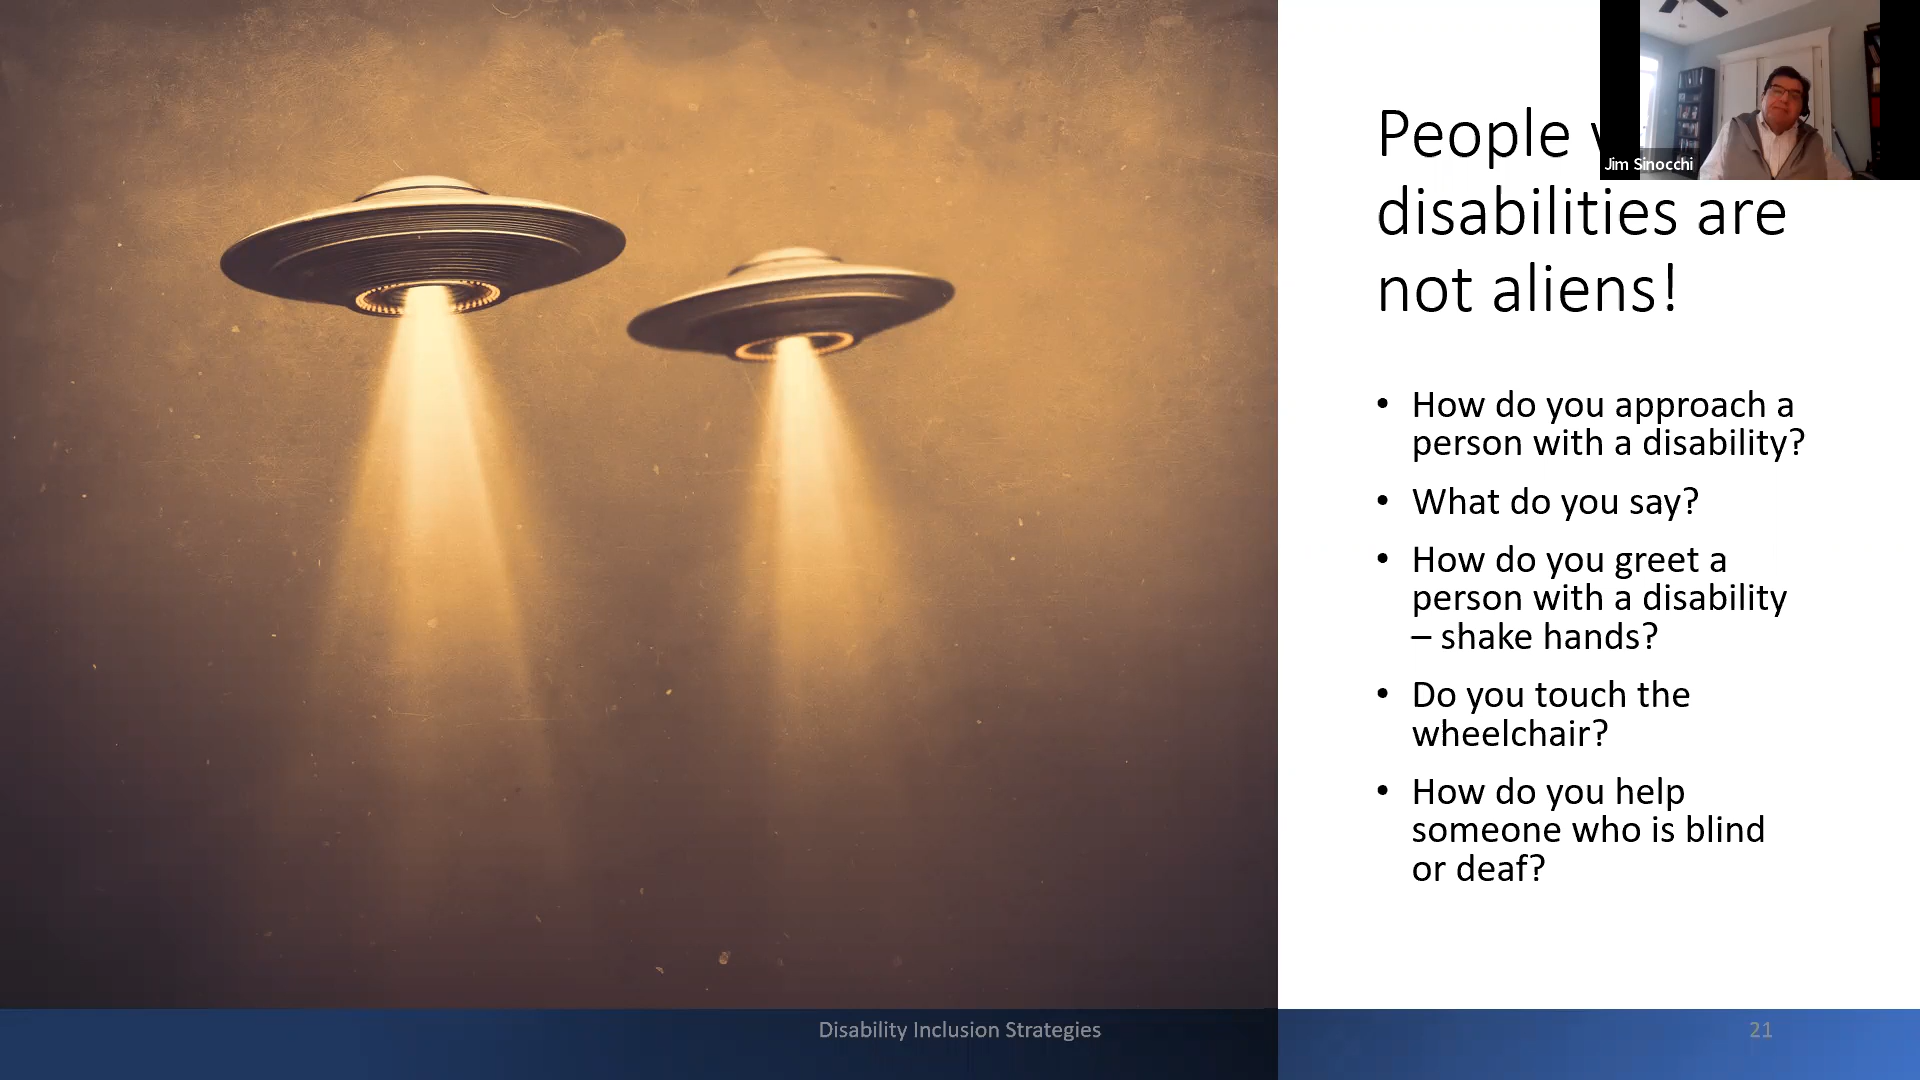 People
disabilities are
not aliens!
Jim Sinocchi
• How do you approach a
person with a disability?
• What do you say?
• How do you greet a
person with a disability
– shake hands?
• Do you touch the
wheelchair?
• How do you help
someone who is blind
or deaf?
Disability Inclusion Strategies
21